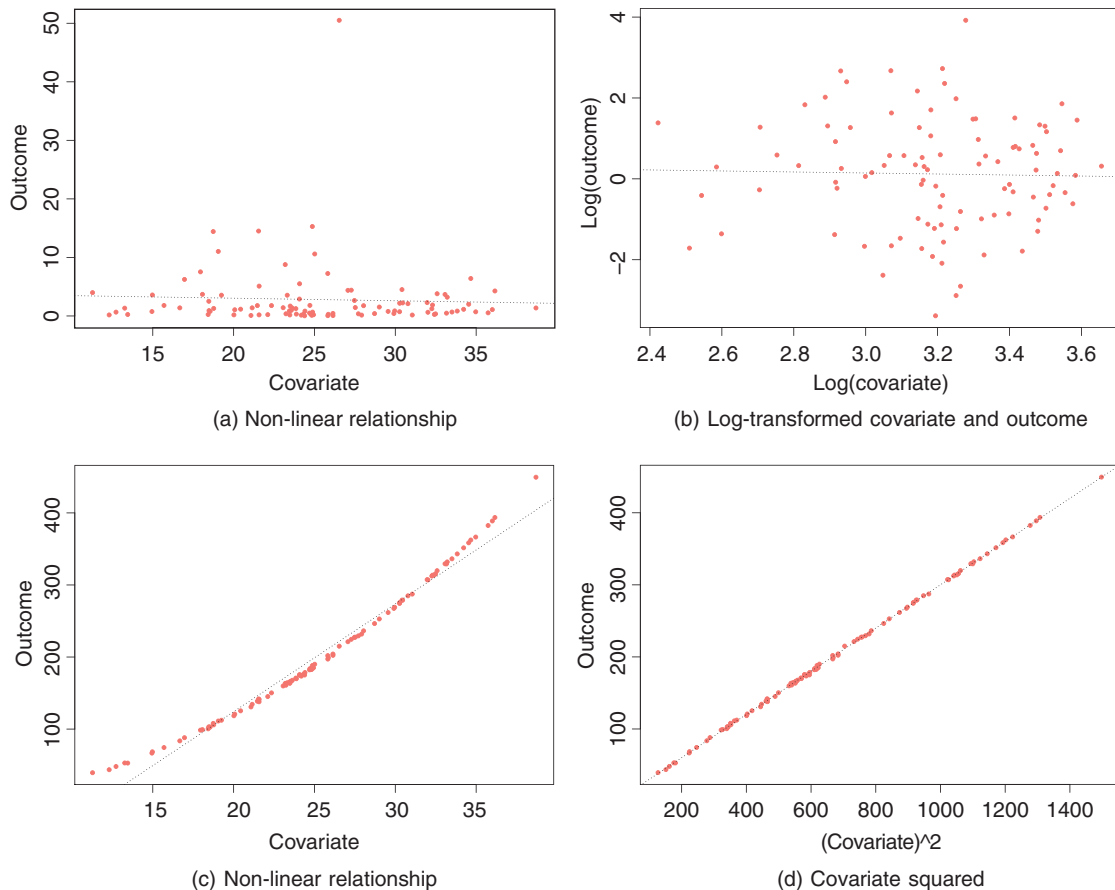 50
40
30
20
10
0
Outcome
15 20 25 30 35
Covariate
(a) Non-linear relationship
4
2
0
−2
Log(outcome)
2.4 2.6 2.8 3.0 3.2 3.4 3.6
Log(covariate)
(b) Log-transformed covariate and outcome
400
300
200
100
Outcome
15 20 25 30 35
Covariate
(c) Non-linear relationship
400
300
200
100
Outcome
200 400 600 800 1000 1200 1400
(Covariate)^2
(d) Covariate squared